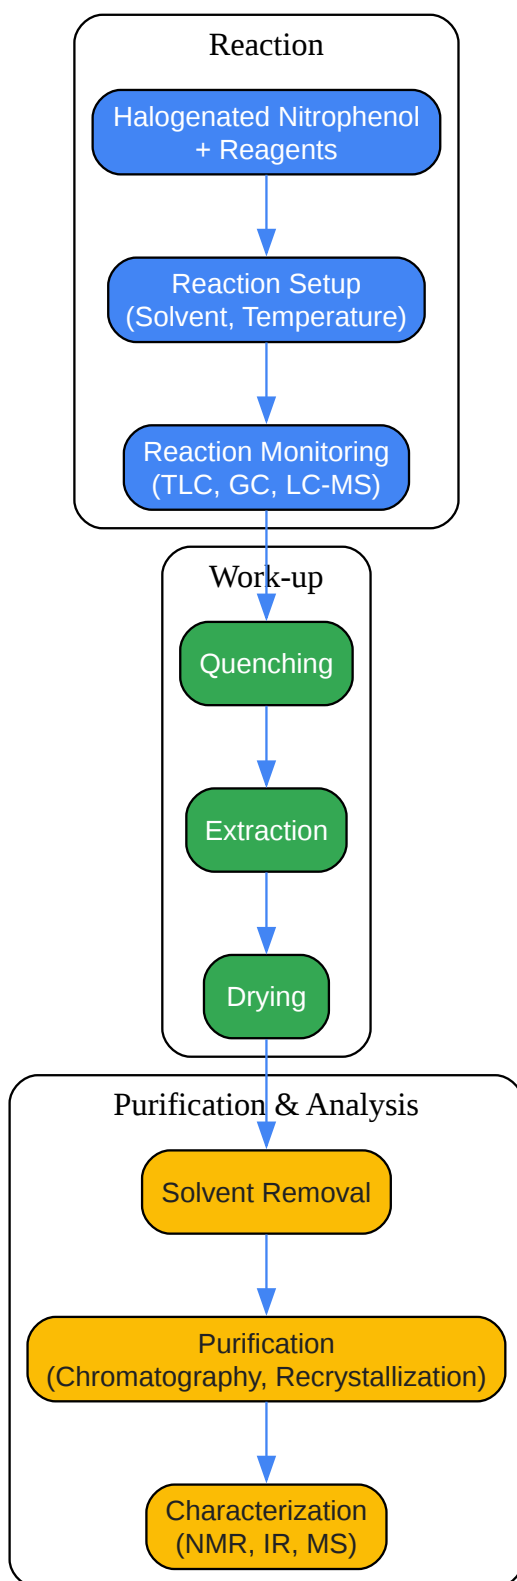 Reaction
Halogenated Nitrophenol
+ Reagents
Reaction Setup
(Solvent, Temperature)
Reaction Monitoring
(TLC, GC, LC-MS)
Work-up
Quenching
Extraction
Drying
Purification & Analysis
Solvent Removal
Purification
(Chromatography, Recrystallization)
Characterization
(NMR, IR, MS)